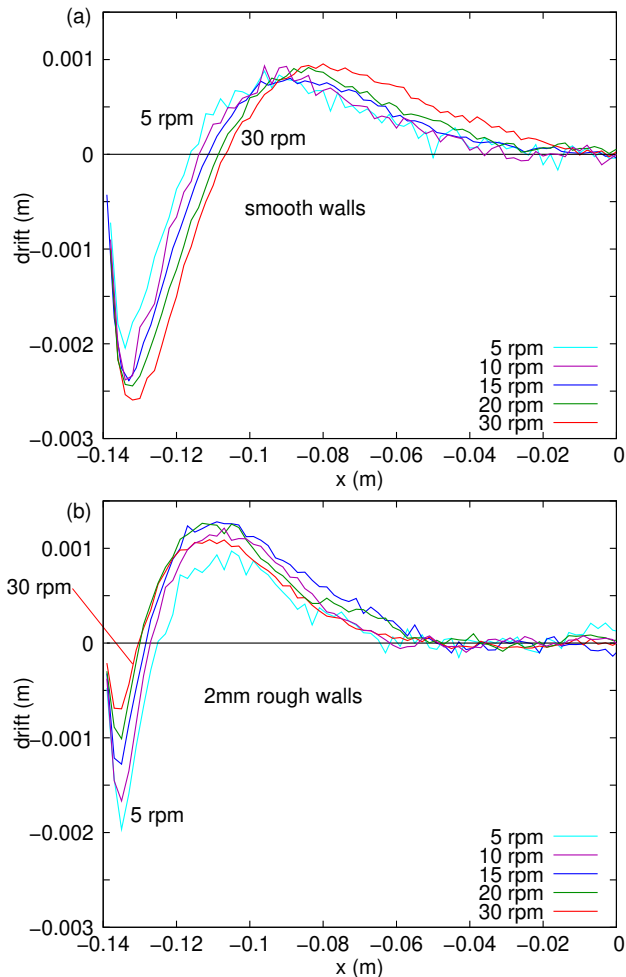 (a)
0.001
5 rpm
30 rpm
0
smooth walls
−0.001
drift (m)
−0.002
5 rpm
10 rpm
15 rpm
20 rpm
30 rpm
−0.003
−0.14 −0.12 −0.1 −0.08 −0.06 −0.04 −0.02 0
x (m)
(b)
0.001
30 rpm
0
2mm rough walls
−0.001
drift (m)
5 rpm
−0.002
5 rpm
10 rpm
15 rpm
20 rpm
30 rpm
−0.003
−0.14 −0.12 −0.1 −0.08 −0.06 −0.04 −0.02 0
x (m)